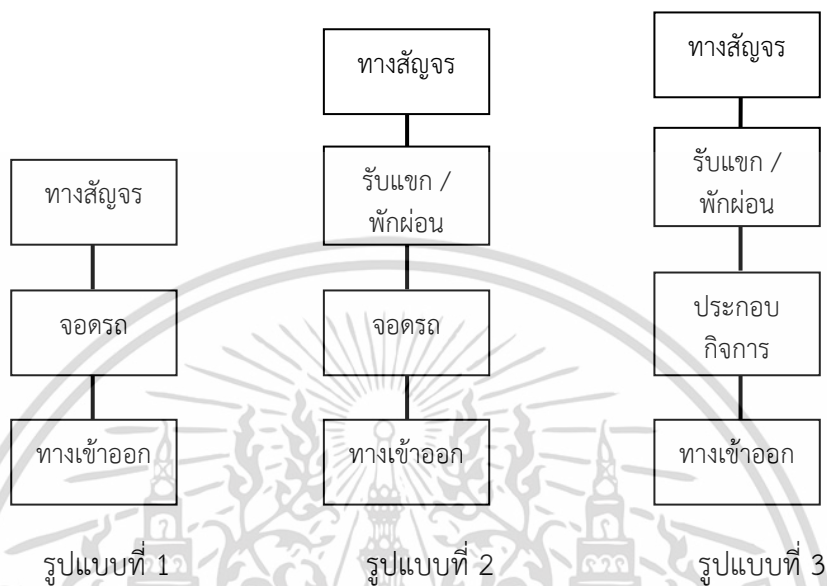 ทางสัญจร
จอดรถ
ทางเข้าออก
รูปแบบที่ 1
ทางสัญจร
รับแขก /
พักผ่อน
จอดรถ
ทางเข้าออก
รูปแบบที่ 2
ทางสัญจร
รับแขก /
พักผ่อน
ประกอบ
กิจการ
ทางเข้าออก
รูปแบบที่ 3